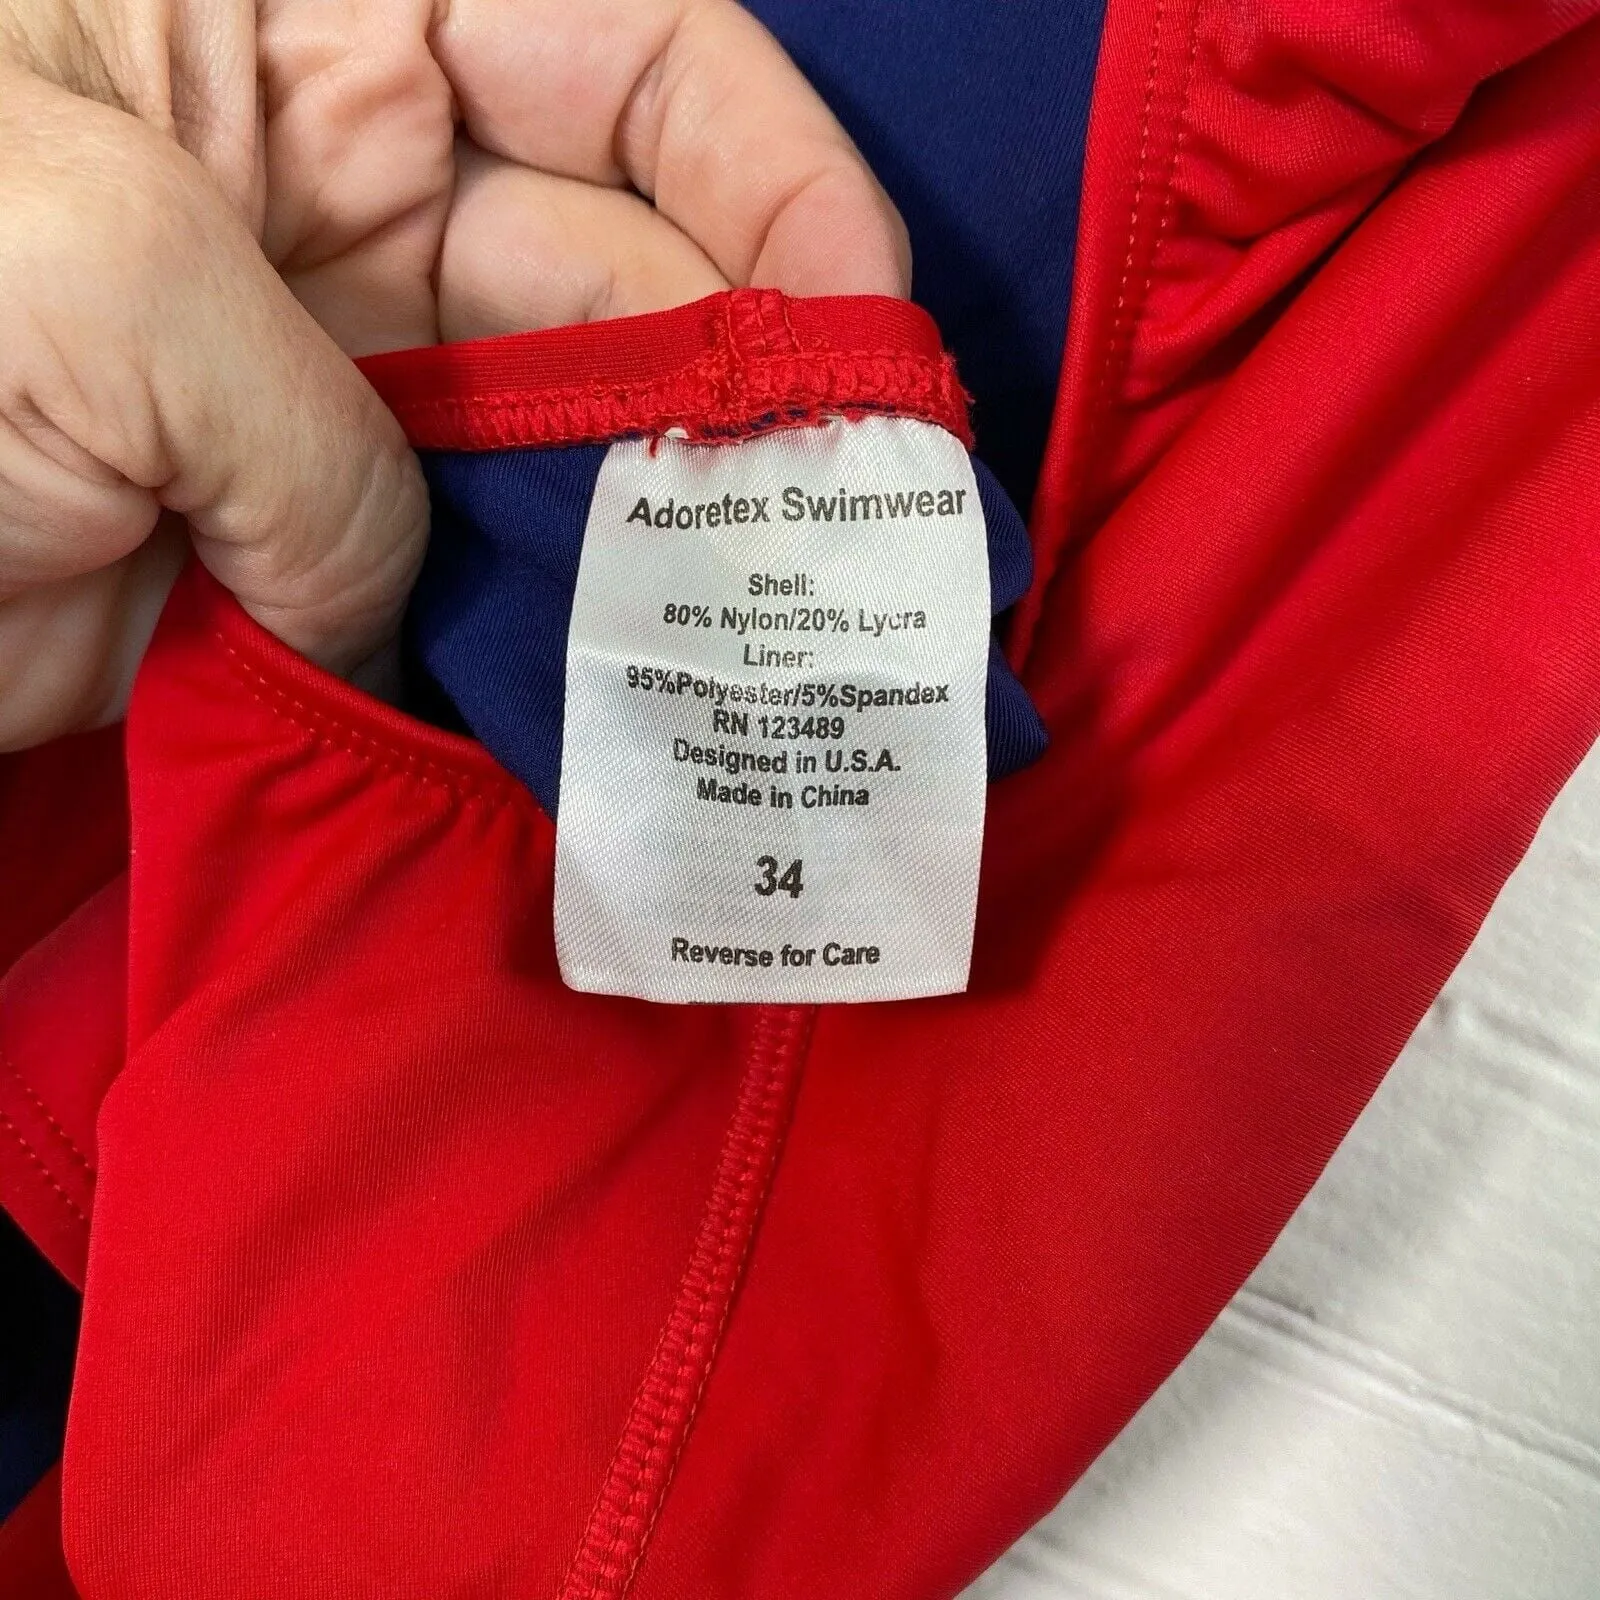 Adoretex Swimwear
Shell:
80% Nylon/20% Lycra
Liner:
95%Polyester/5%Spandex
RN 123489
Designed in U.S.A.
Made in China
34
Reverse for Care